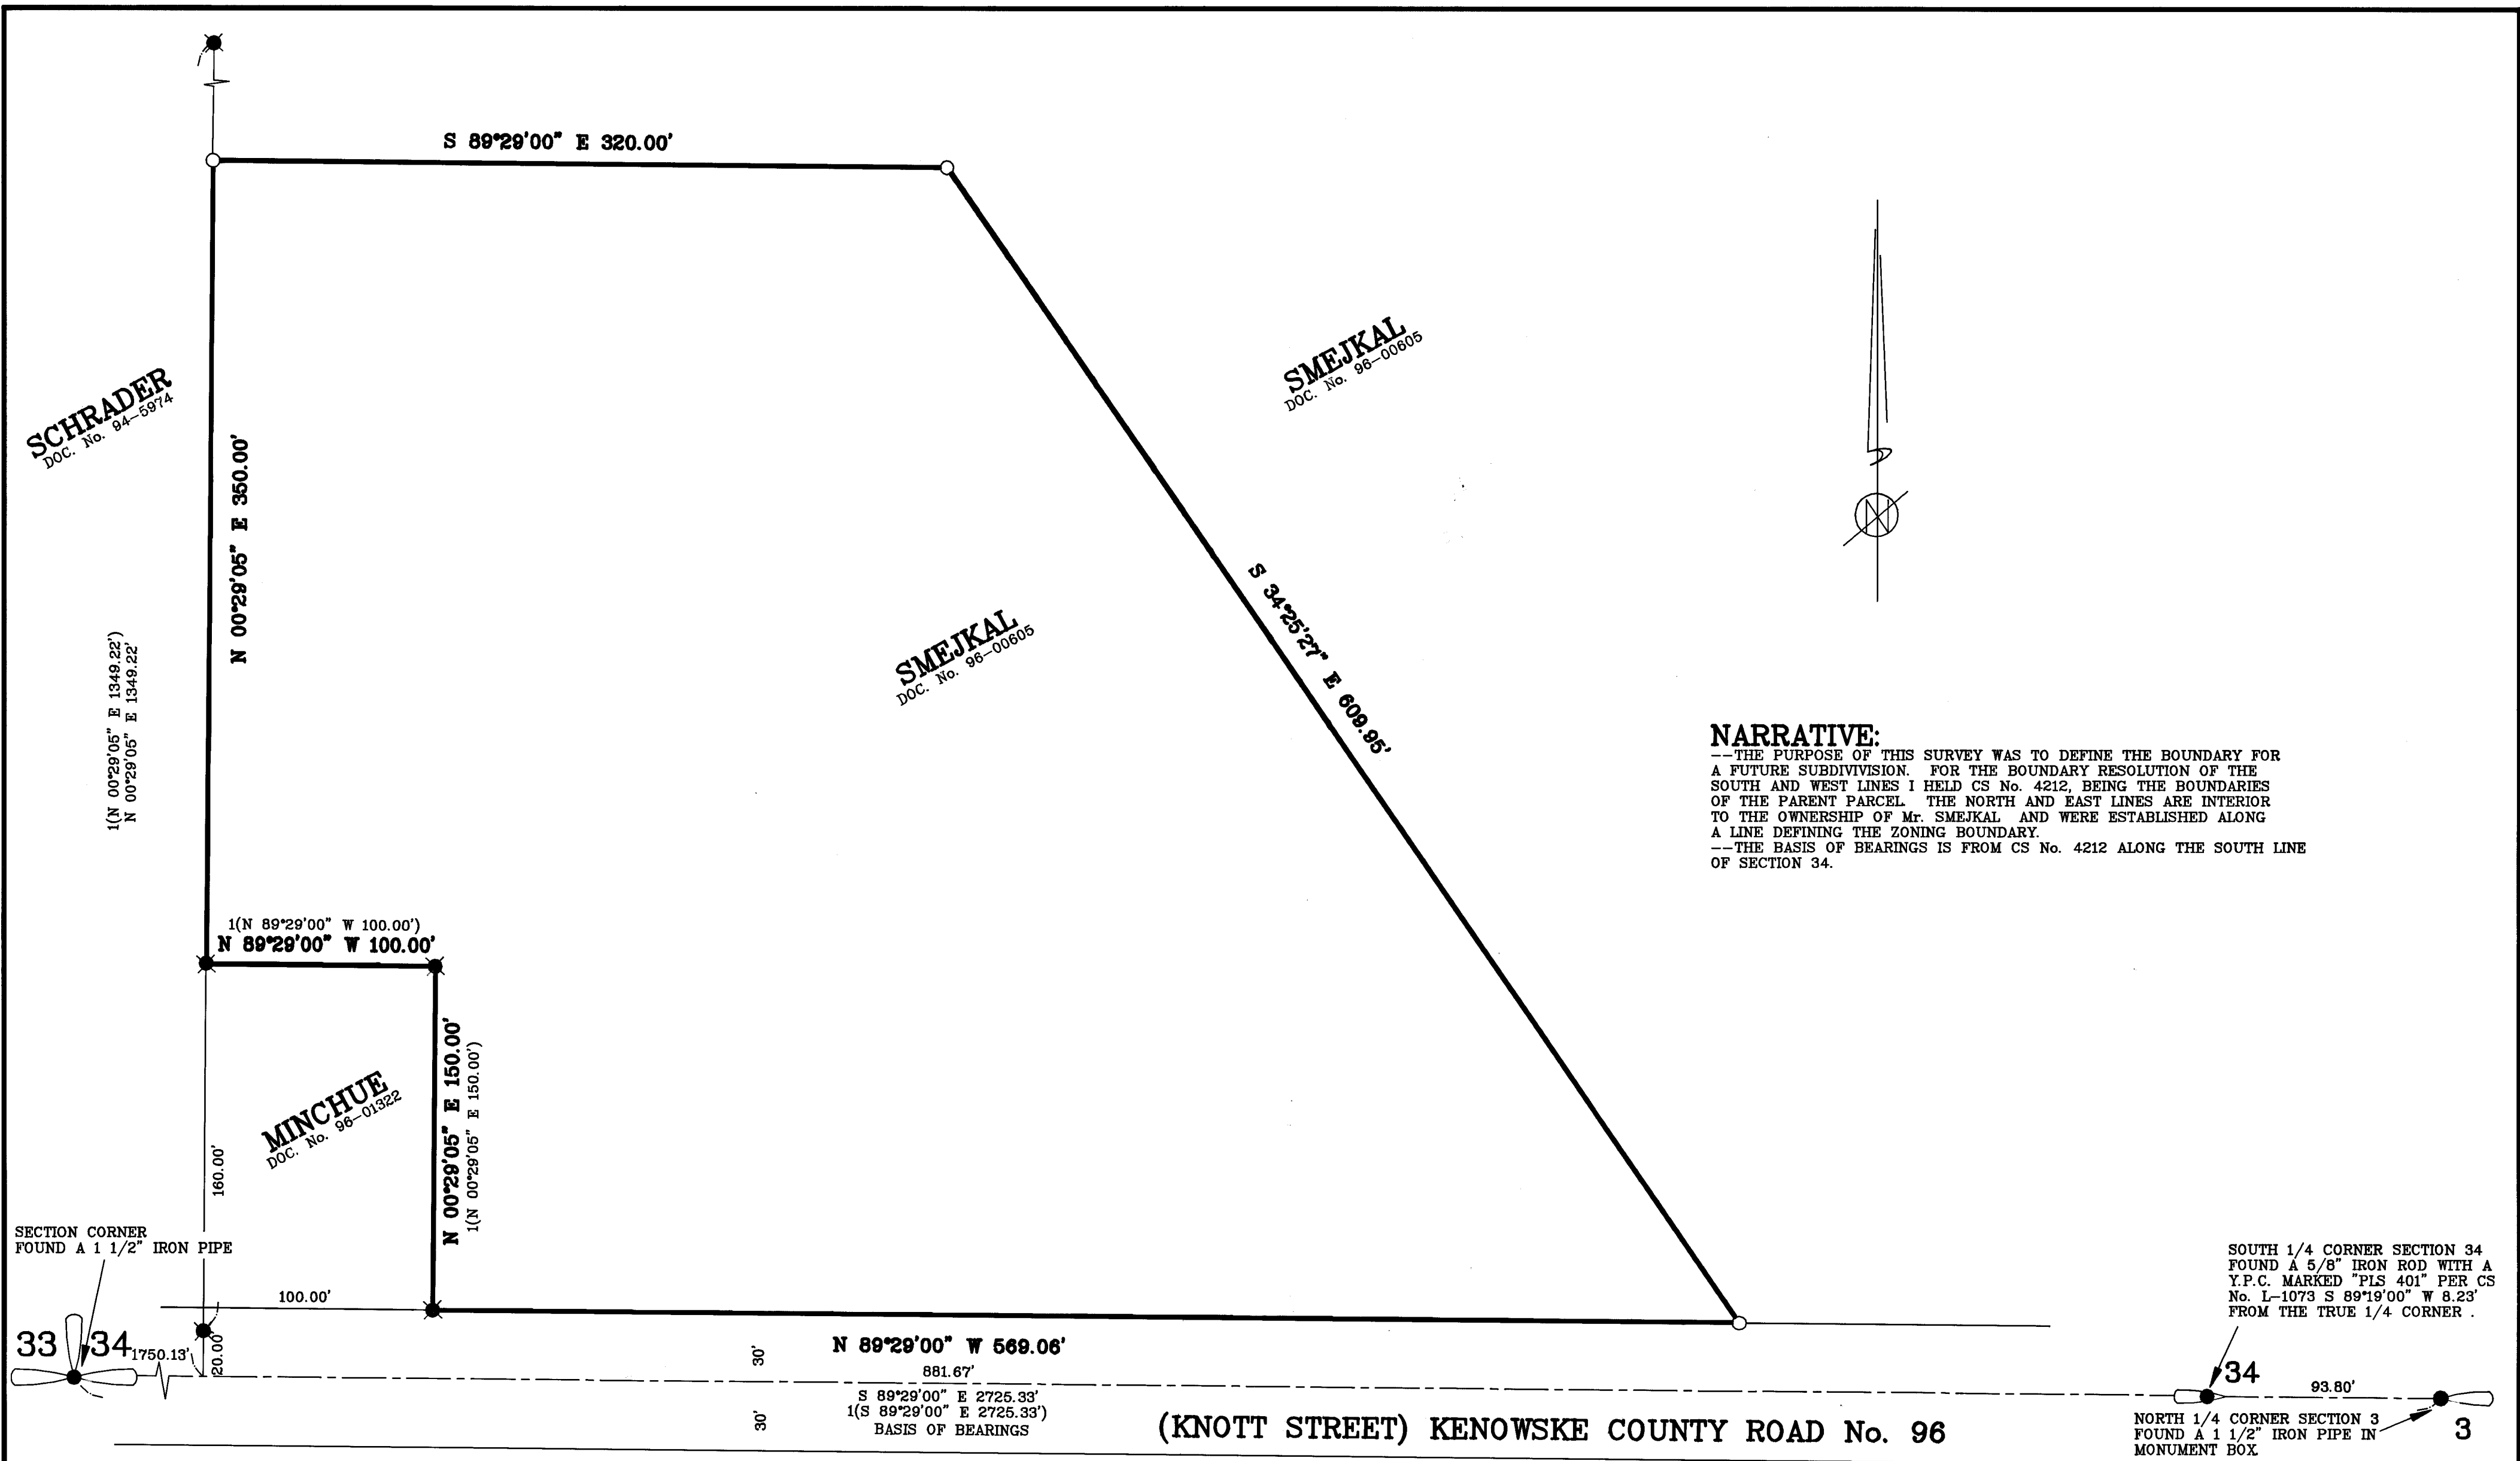 S 89°29'00" E 320.00'
SCHRADER
DOC. No. 94-5974
N 00°29'05" E 350.00'
1(N 00°29'05" E 1349.22')
N 00°29'05" E 1349.22'
SMEJKAL
DOC. No. 96-00605
SMEJKAL
DOC. No. 96-00605
S 34°25'27" E 609.95'
N
NARRATIVE:
--THE PURPOSE OF THIS SURVEY WAS TO DEFINE THE BOUNDARY FOR
A FUTURE SUBDIVIVISION. FOR THE BOUNDARY RESOLUTION OF THE
SOUTH AND WEST LINES I HELD CS No. 4212, BEING THE BOUNDARIES
OF THE PARENT PARCEL. THE NORTH AND EAST LINES ARE INTERIOR
TO THE OWNERSHIP OF Mr. SMEJKAL AND WERE ESTABLISHED ALONG
A LINE DEFINING THE ZONING BOUNDARY.
--THE BASIS OF BEARINGS IS FROM CS No. 4212 ALONG THE SOUTH LINE
OF SECTION 34.
1(N 89°29'00" W 100.00')
N 89°29'00" W 100.00'
MINCHUE
DOC. No. 96-01322
N 00°29'05" E 150.00'
1(N 00°29'05" E 150.00')
160.00'
SECTION CORNER
FOUND A 1 1/2" IRON PIPE
100.00'
33 34
1750.13'
20.00'
N 89°29'00" W 569.06'
30'
881.67'
S 89°29'00" E 2725.33'
1(S 89°29'00" E 2725.33')
BASIS OF BEARINGS
30'
(KNOTT STREET) KENOWSKE COUNTY ROAD No. 96
SOUTH 1/4 CORNER SECTION 34
FOUND A 5/8" IRON ROD WITH A
Y.P.C. MARKED "PLS 401" PER CS
No. L-1073 S 89°19'00" W 8.23'
FROM THE TRUE 1/4 CORNER .
34
93.80'
NORTH 1/4 CORNER SECTION 3
FOUND A 1 1/2" IRON PIPE IN
MONUMENT BOX.
3